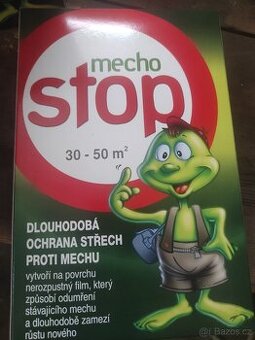 mecho
stop
30 - 50 m²
DLOUHODOBÁ
OCHRANA STŘECH
PROTI MECHU
vytvoří na povrchu
nerozpustný film, který
způsobí odumření
stávajícího mechu
a dlouhodobě zamezí
růstu nového
Bazos.cz